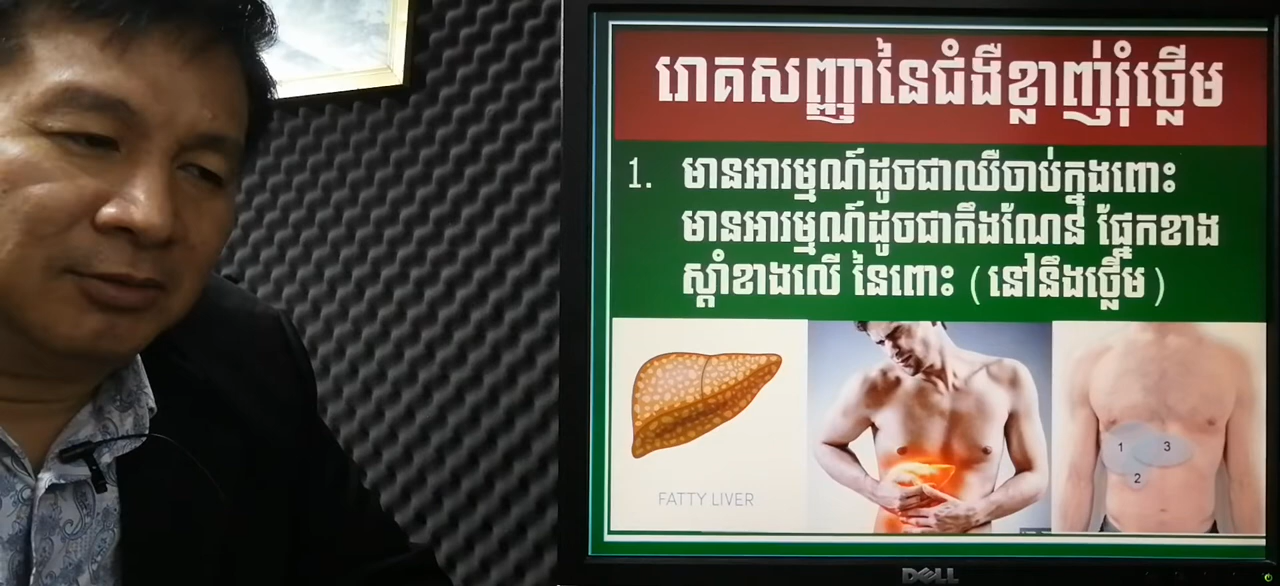 រោគសញ្ញានៃជំងឺខ្លាញ់រុំថ្លើម
1. មានអារម្មណ៍ដូចជាឈឺចាប់ក្នុងពោះ
មានអារម្មណ៍ដូចជាតឹងណែន ផ្នែកខាង
ស្តាំខាងលើ នៃពោះ ( នៅនឹងថ្លើម )
FATTY LIVER
1 3
2
DELL